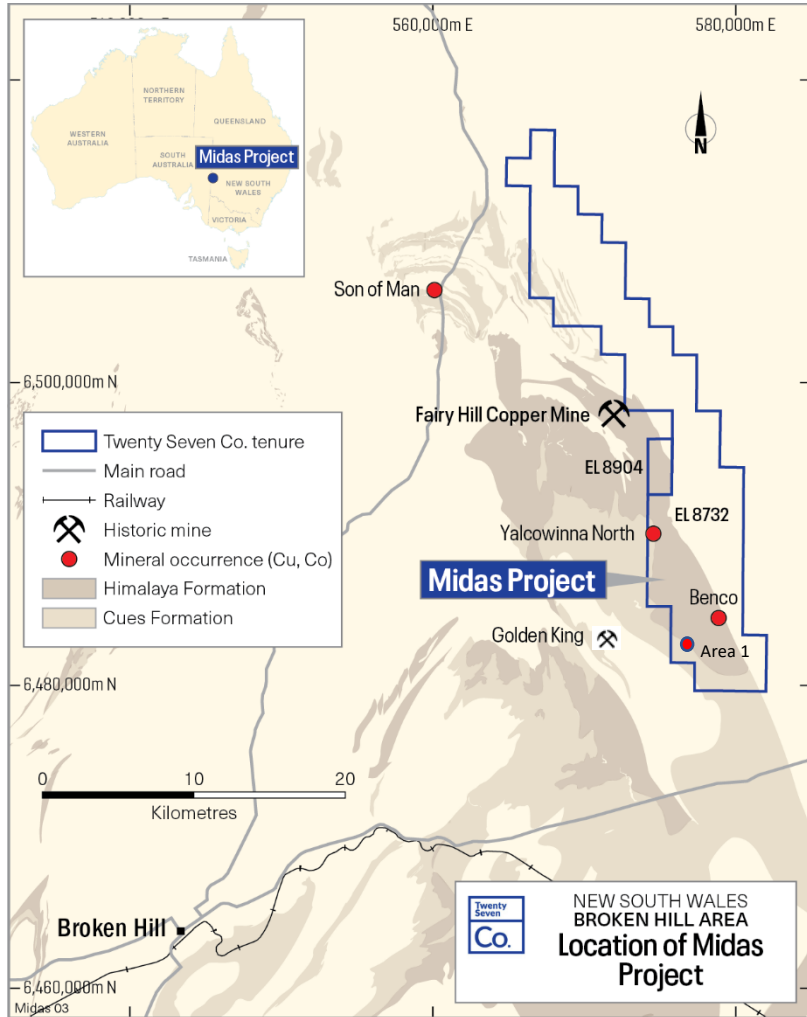 540,000m E
560,000m E
580,000m E
NORTHERN
TERRITORY
QUEENSLAND
WESTERN
AUSTRALIA
SOUTH
AUSTRALIA
Midas Project
NEW SOUTH
WALES
VICTORIA
TASMANIA
N
Son of Man
6,500,000m N
Fairy Hill Copper Mine
EL 8904
EL 8732
Yalcowinna North
Midas Project
Benco
Golden King
Area 1
Twenty Seven Co. tenure
Main road
Railway
Historic mine
Mineral occurrence (Cu, Co)
Himalaya Formation
Cues Formation
6,480,000m N
0 10 20
Kilometres
Broken Hill
Twenty
Seven
Co.
NEW SOUTH WALES
BROKEN HILL AREA
Location of Midas
Project
6,460,000m N
Midas 03